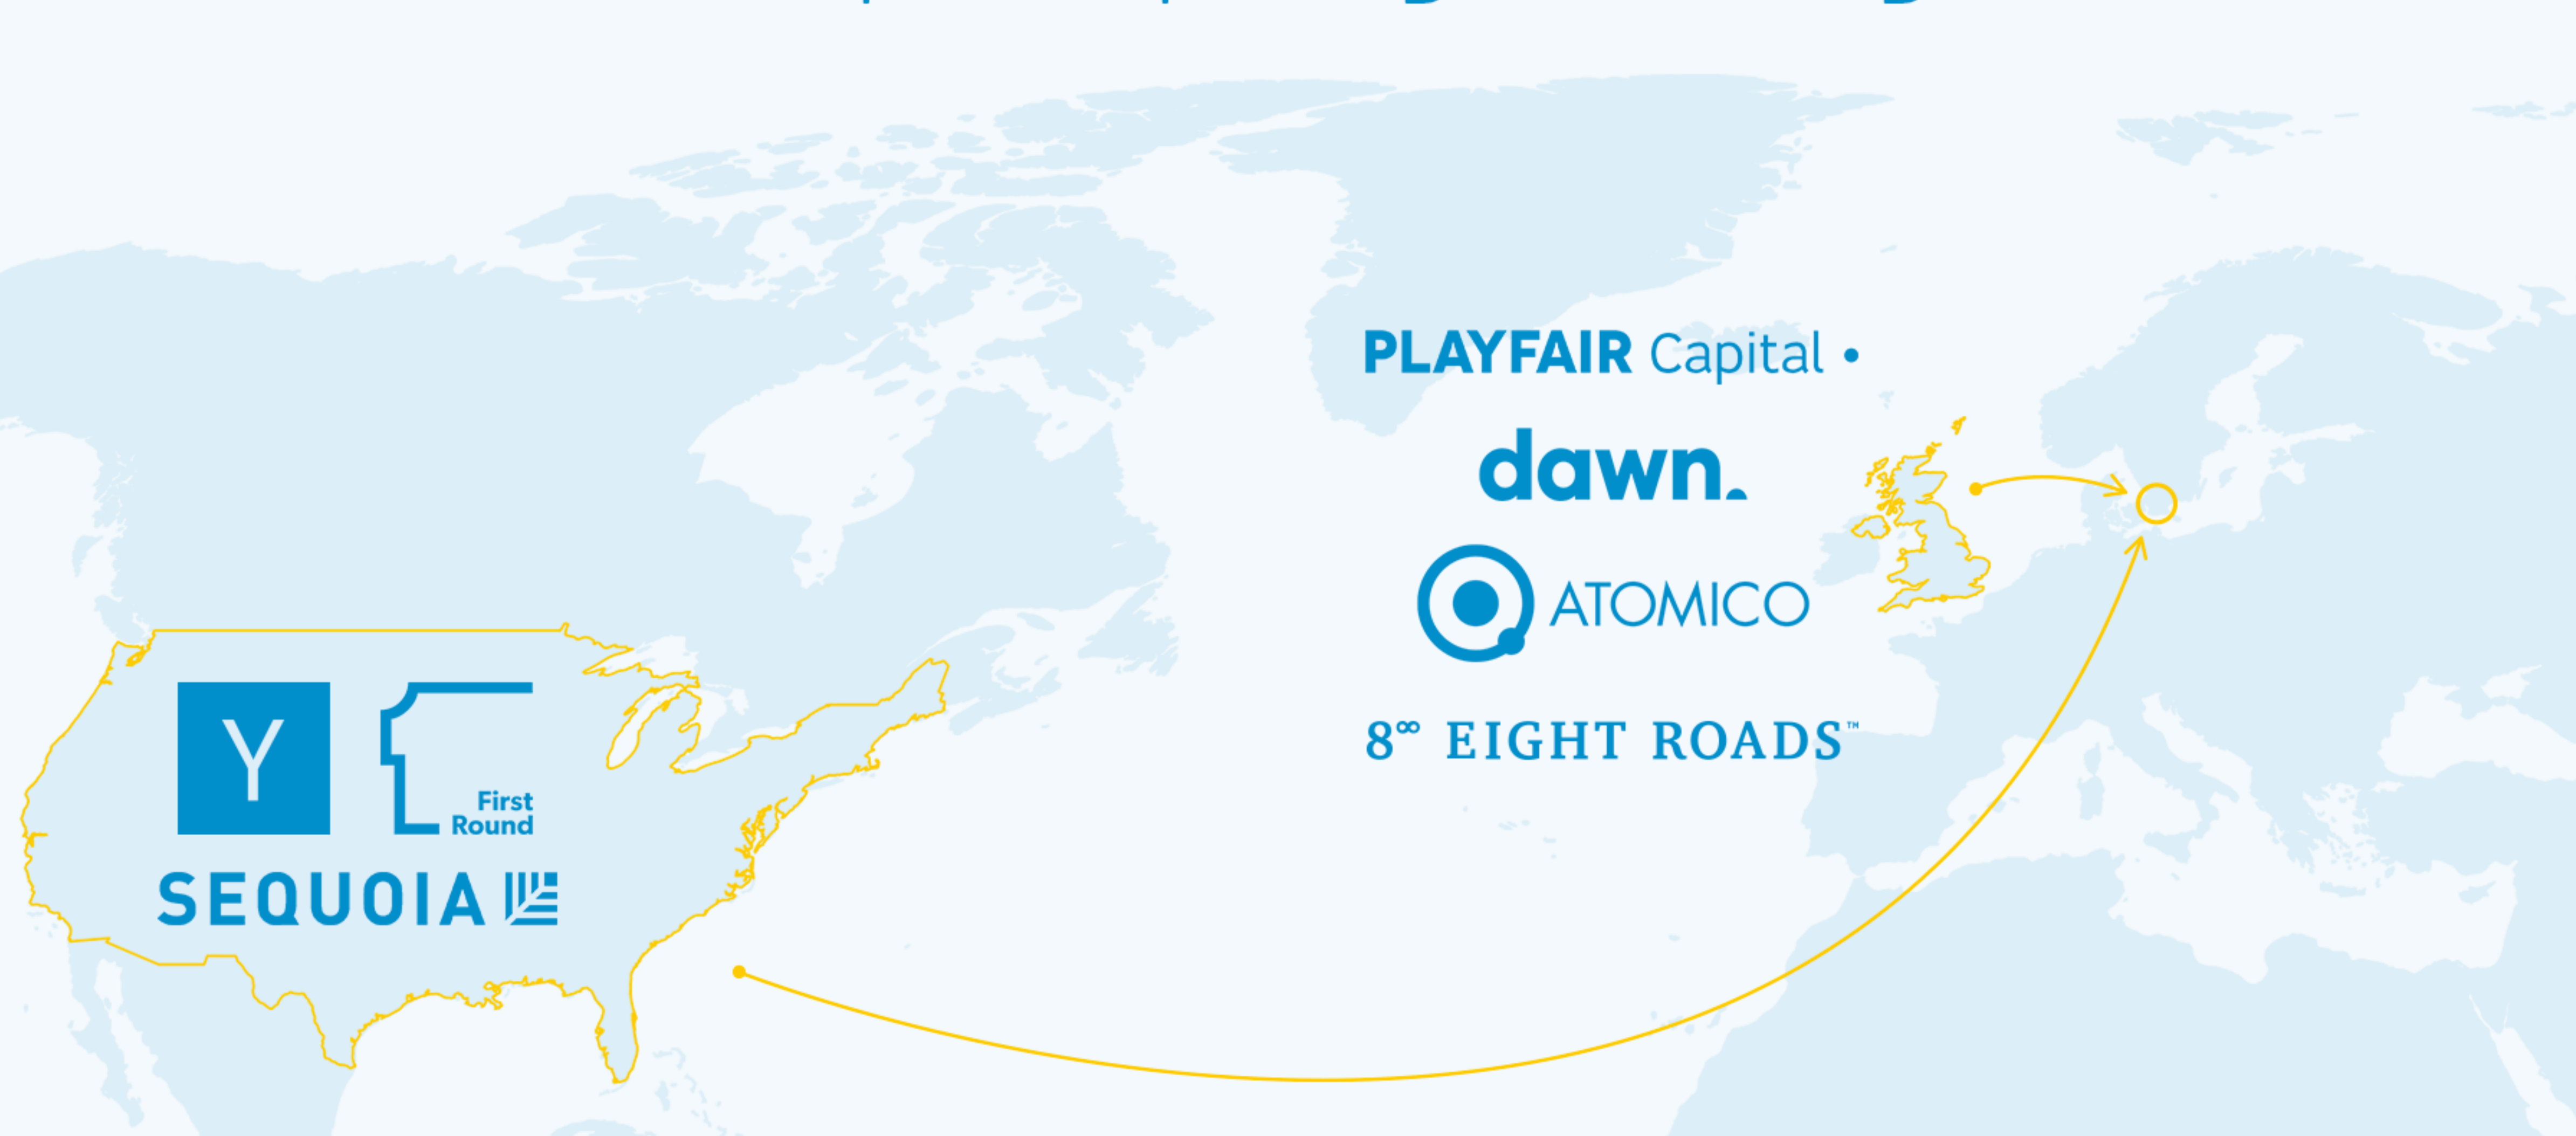 PLAYFAIR Capital •
dawn.
ATOMICO
8∞ EIGHT ROADS™
Y
First
Round
SEQUOIA